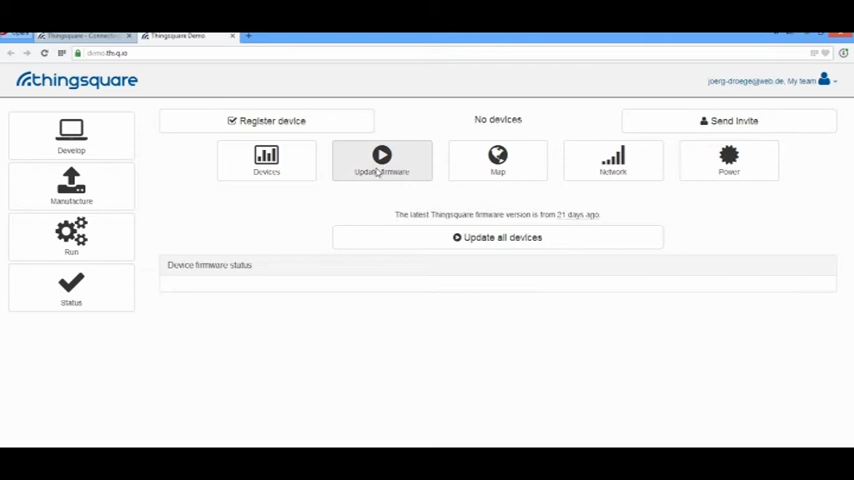 Thingsquare - Connecting
Thingsquare Demo
demo.thsq.io
thingsquare
joerg-droege@web.de, My team
Register device
No devices
Send invite
Develop
Devices
Update firmware
Map
Network
Power
Manufacture
The latest Thingsquare firmware version is from 21 days ago.
Update all devices
Run
Device firmware status
Status